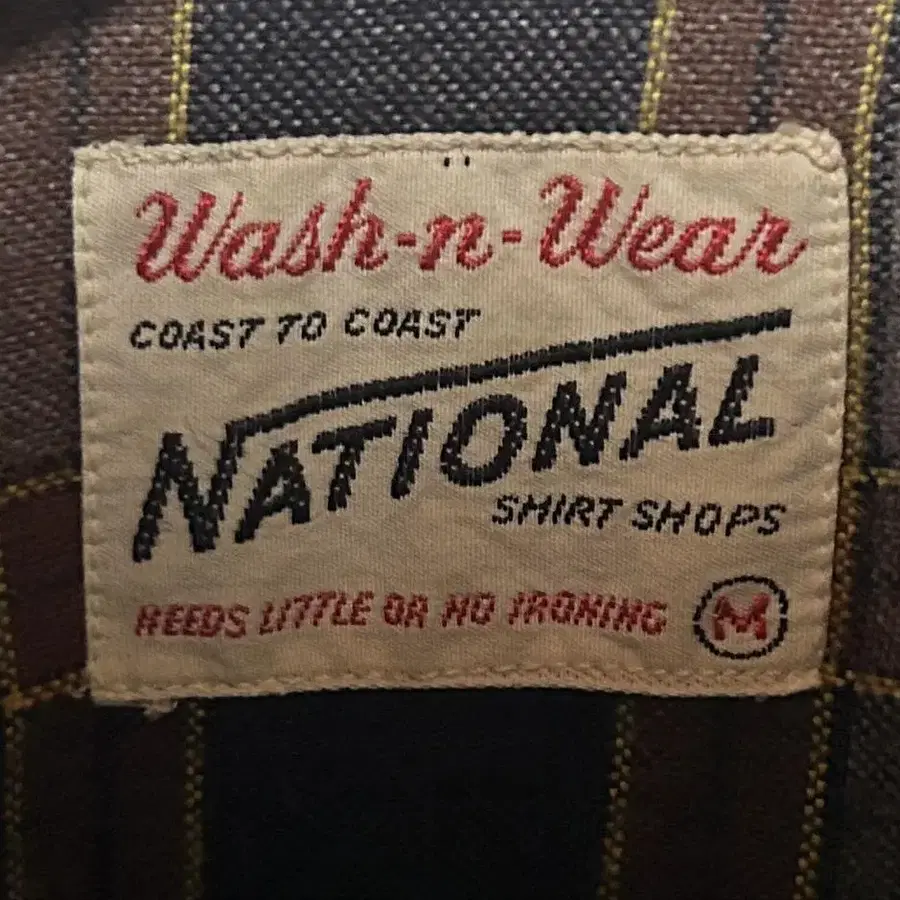 Wash-n-Wear
COAST TO COAST
NATIONAL
SHIRT SHOPS
NEEDS LITTLE OR NO IRONING M